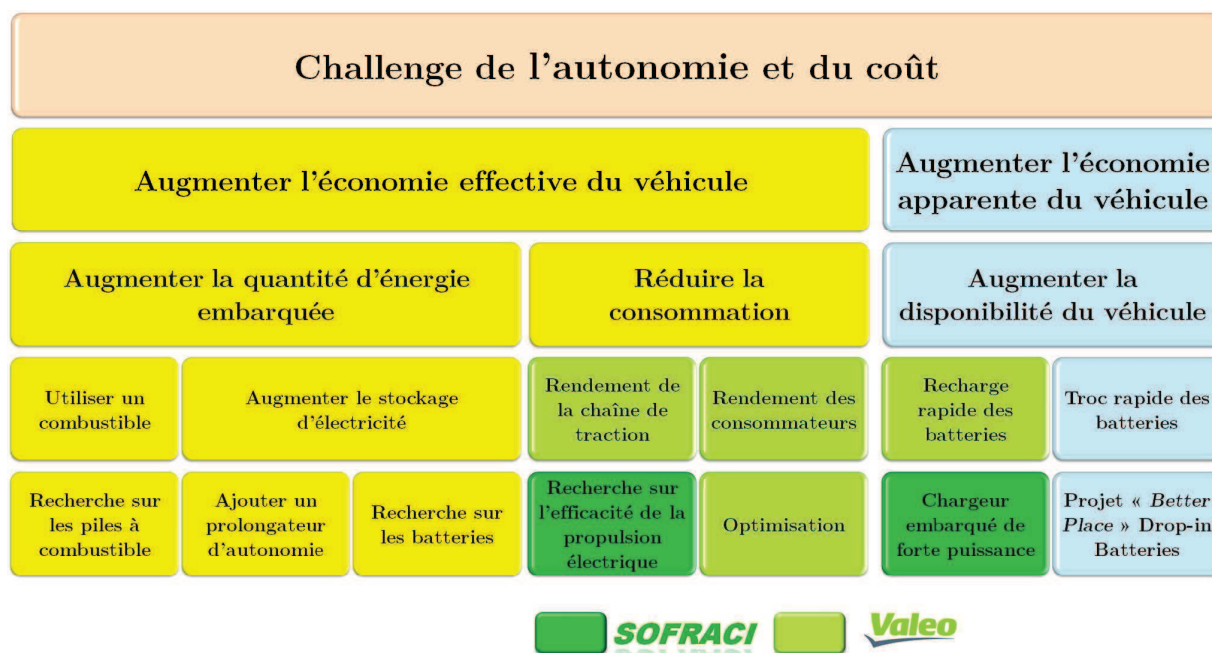 Challenge de l'autonomie et du coût
Augmenter l'économie effective du véhicule
Augmenter l'économie
apparente du véhicule
Augmenter la quantité d'énergie
embarquée
Réduire la
consommation
Augmenter la
disponibilité du véhicule
Utiliser un
combustible
Augmenter le stockage
d'électricité
Rendement de
la chaîne de
traction
Rendement des
consommateurs
Recharge
rapide des
batteries
Troc rapide des
batteries
Recherche sur
les piles à
combustible
Ajouter un
prolongateur
d'autonomie
Recherche sur
les batteries
Recherche sur
l'efficacité de la
propulsion
électrique
Optimisation
Chargeur
embarqué de
forte puissance
Projet « Better
Place » Drop-in
Batteries
SOFRACI
Valeo